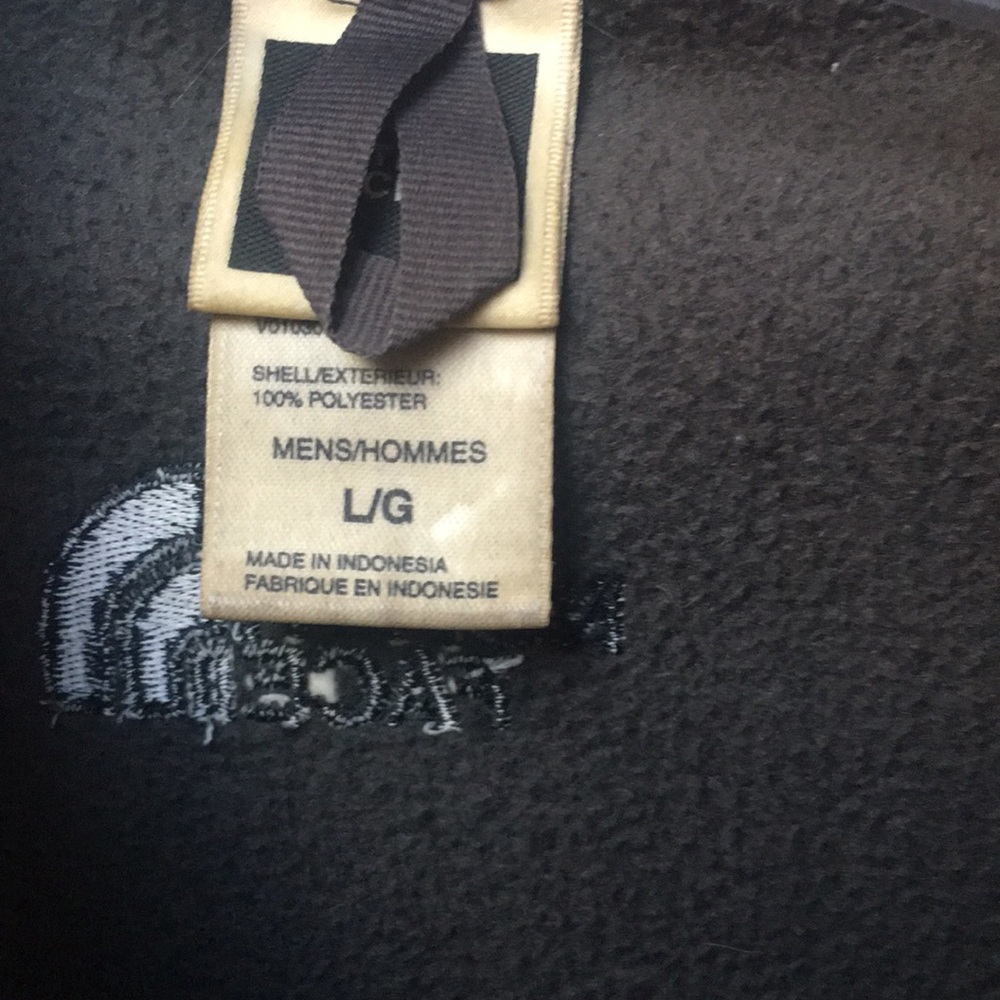 SHELL/EXTERIEUR:
100% POLYESTER
MENS/HOMMES
L/G
MADE IN INDONESIA
FABRIQUE EN INDONESIE